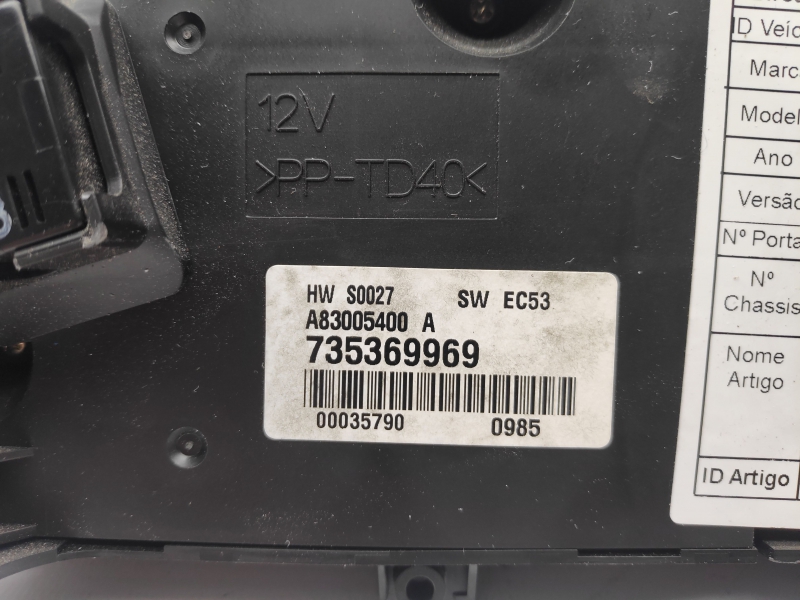 12V
>PP-TD40<
HW S0027 SW EC53
A83005400 A
735369969
00035790 0985
ID Veíc
Marc
Model
Ano
Versão
Nº Porta
Nº
Chassis
Nome
Artigo
ID Artigo